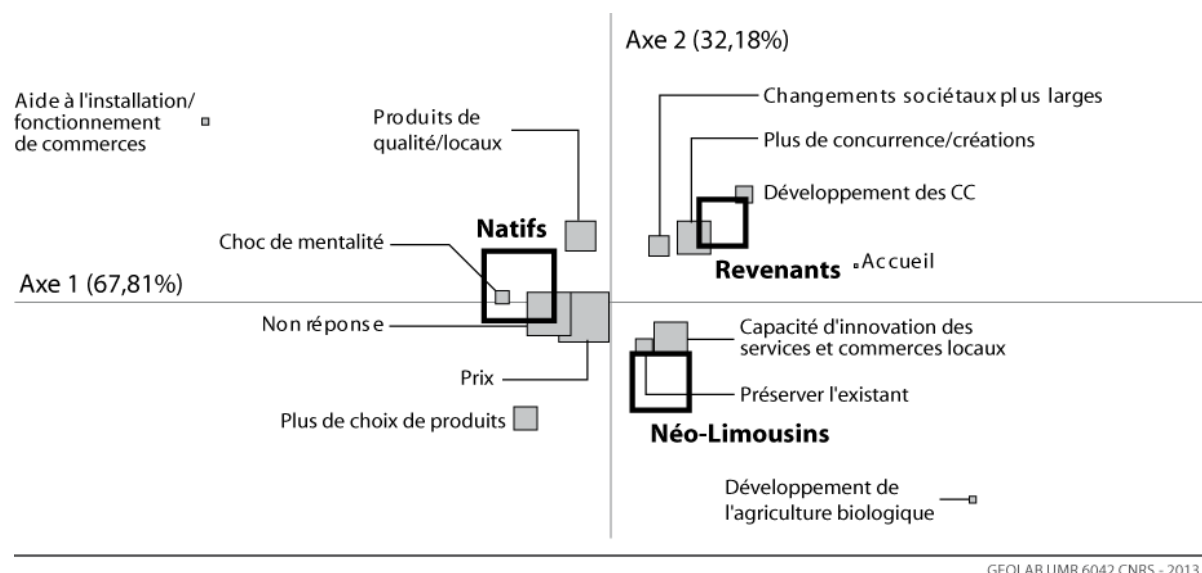 Axe 2 (32,18%)
Aide à l'installation/
fonctionnement
de commerces
Produits de
qualité/locaux
Changements sociétaux plus larges
Plus de concurrence/créations
Développement des CC
Natifs
Choc de mentalité
Revenants
Accueil
Axe 1 (67,81%)
Non réponse
Capacité d'innovation des
services et commerces locaux
Prix
Préserver l'existant
Plus de choix de produits
Néo-Limousins
Développement de
l'agriculture biologique
GEOLAB UMR 6042 CNRS - 2013